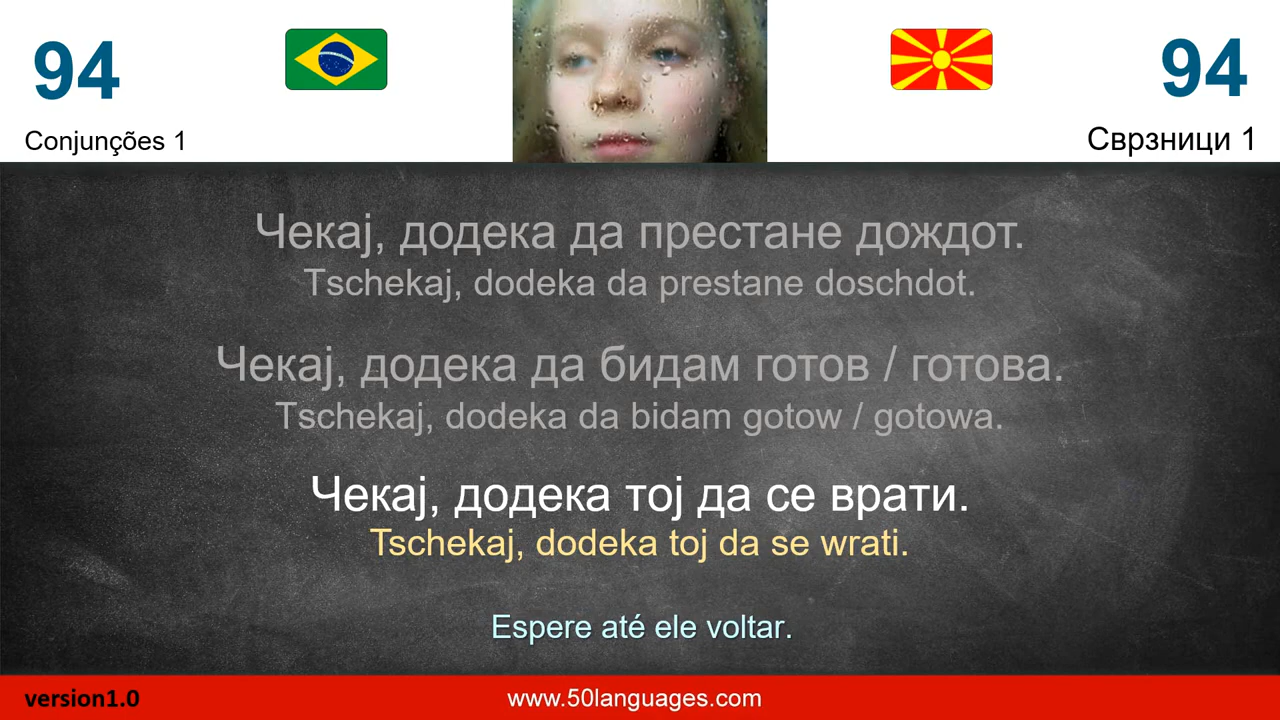 94
94
Conjunções 1
Сврзници 1
Чекај, додека да престане дождот.
Tschekaj, dodeka da prestane doschdot.
Чекај, додека да бидам готов / готова.
Tschekaj, dodeka da bidam gotow / gotowa.
Чекај, додека тој да се врати.
Tschekaj, dodeka toj da se wrati.
Espere até ele voltar.
version1.0
www.50languages.com